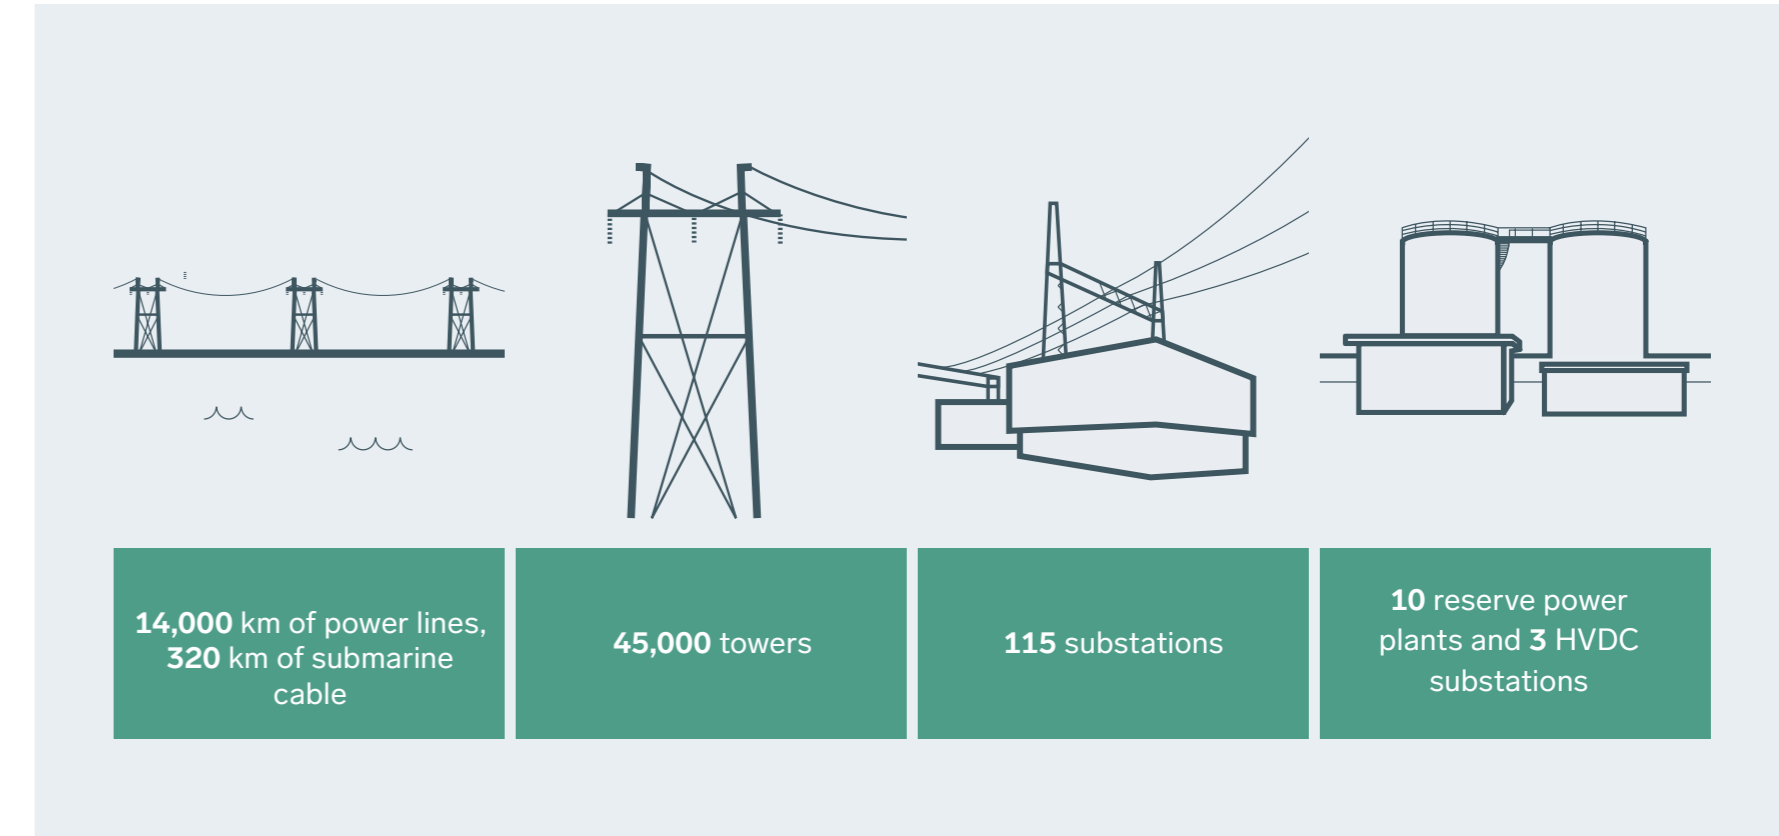 14,000 km of power lines,
320 km of submarine
cable
45,000 towers
115 substations
10 reserve power
plants and 3 HVDC
substations